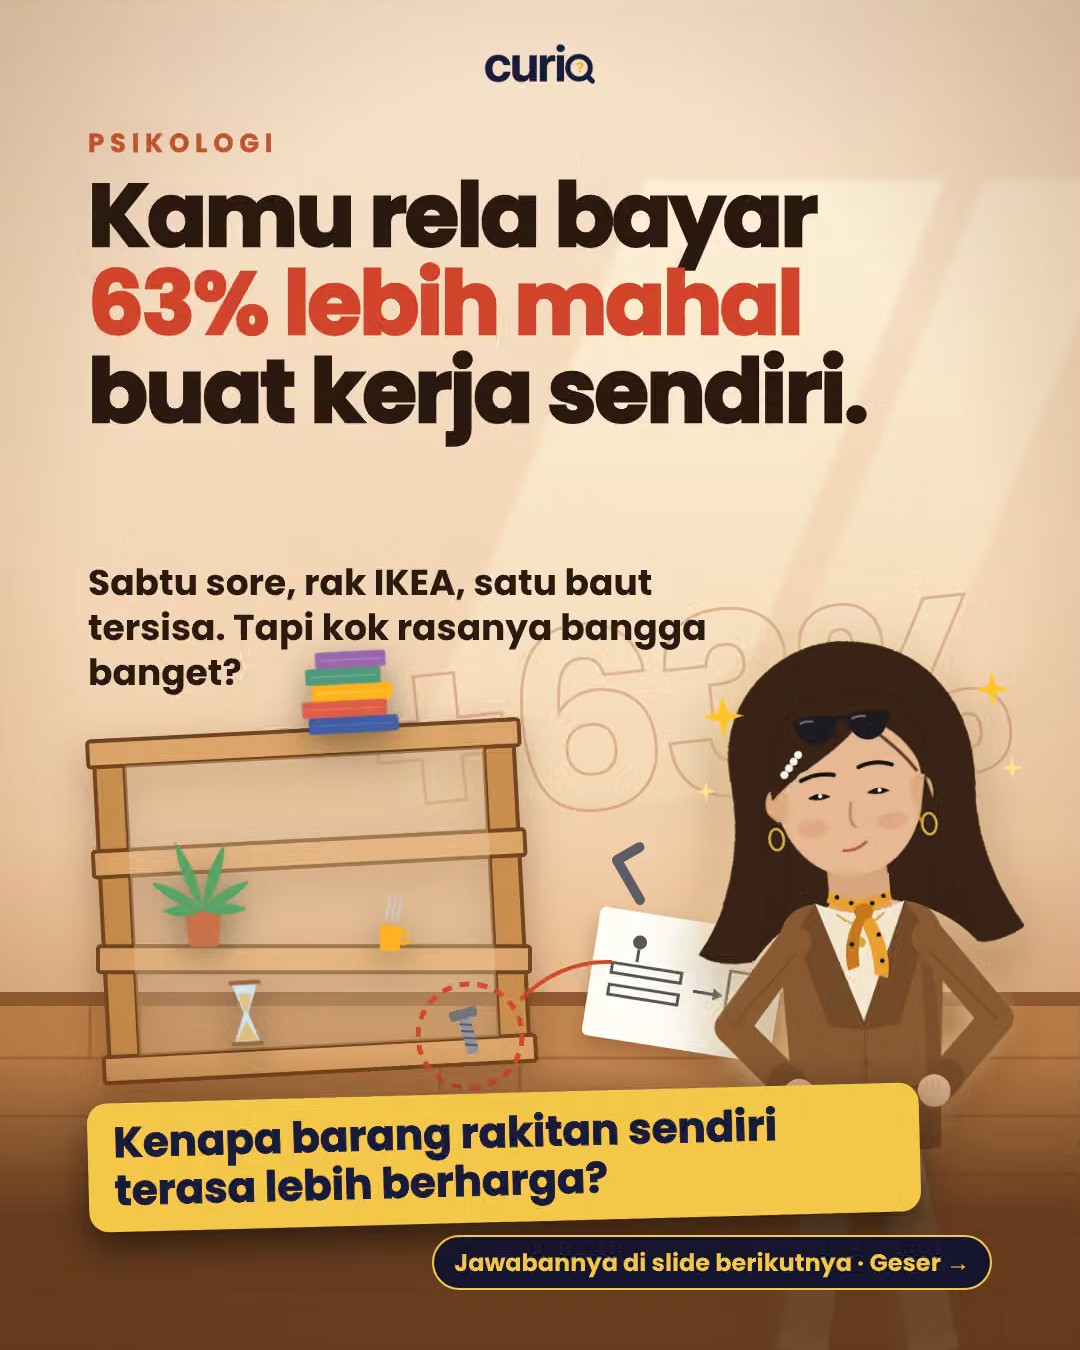 curiQ
PSIKOLOGI
Kamu rela bayar
63% lebih mahal
buat kerja sendiri.
Sabtu sore, rak IKEA, satu baut
tersisa. Tapi kok rasanya bangga
banget?
+63%
Kenapa barang rakitan sendiri
terasa lebih berharga?
Jawabannya di slide berikutnya · Geser →